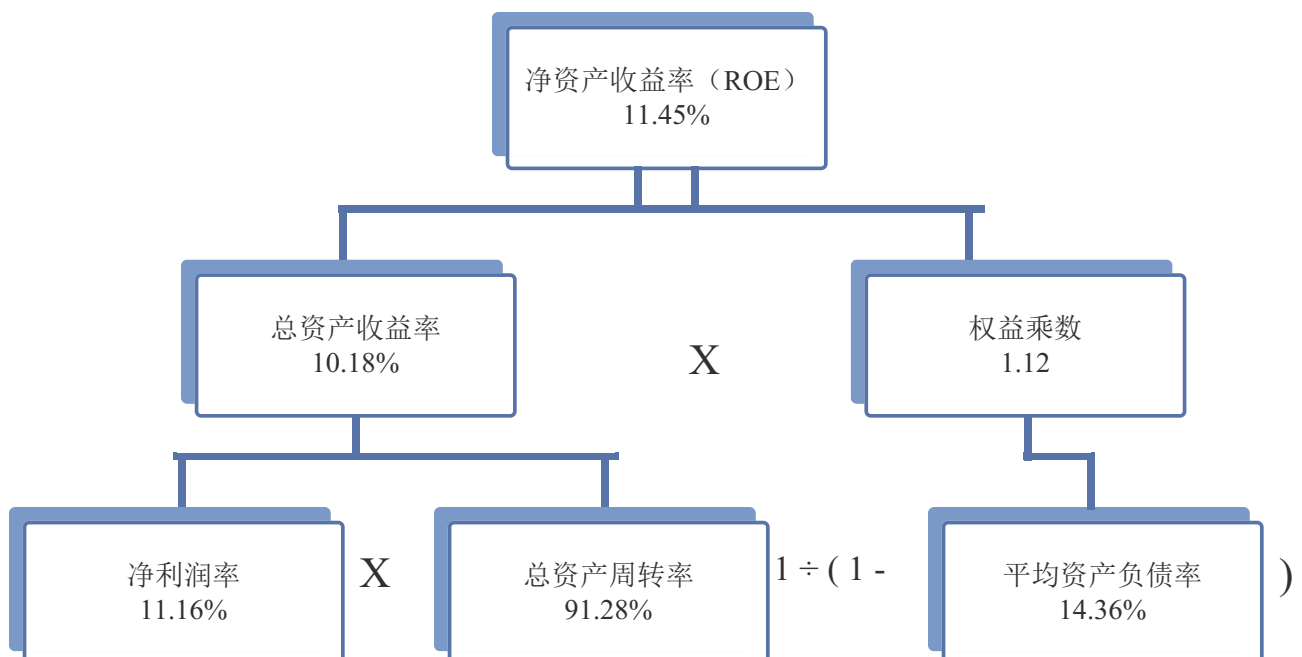 净资产收益率（ROE）
11.45%
总资产收益率
10.18%
X
权益乘数
1.12
净利润率
11.16%
X
总资产周转率
91.28%
1 ÷ ( 1 -
平均资产负债率
14.36%
)